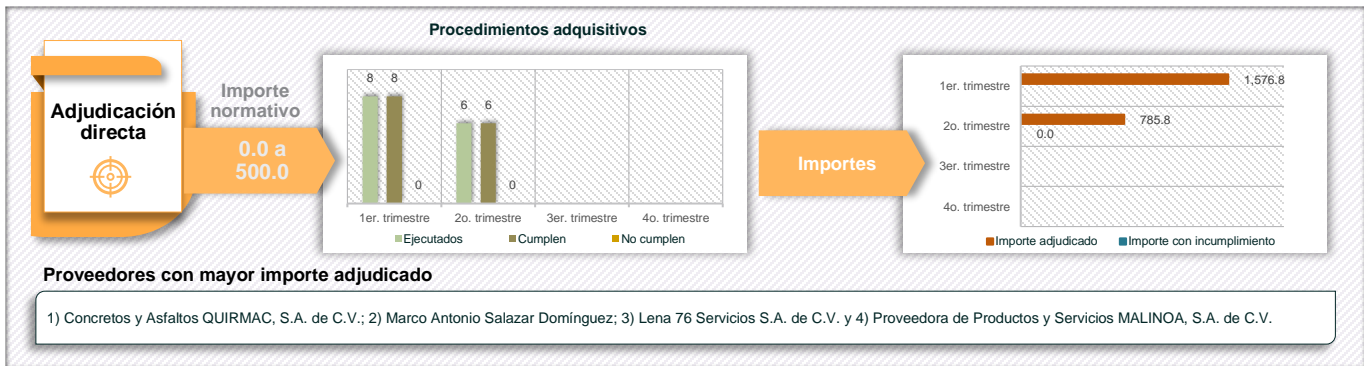 Procedimientos adquisitivos
Adjudicación
directa
Importe
normativo
0.0 a
500.0
8 8
0
6 6
0
1er. trimestre 2o. trimestre 3er. trimestre 4o. trimestre
Ejecutados Cumplen No cumplen
Importes
1er. trimestre 1,576.8
2o. trimestre 785.8
0.0
3er. trimestre
4o. trimestre
Importe adjudicado Importe con incumplimiento
Proveedores con mayor importe adjudicado
1) Concretos y Asfaltos QUIRMAC, S.A. de C.V.; 2) Marco Antonio Salazar Domínguez; 3) Lena 76 Servicios S.A. de C.V. y 4) Proveedora de Productos y Servicios MALINOA, S.A. de C.V.